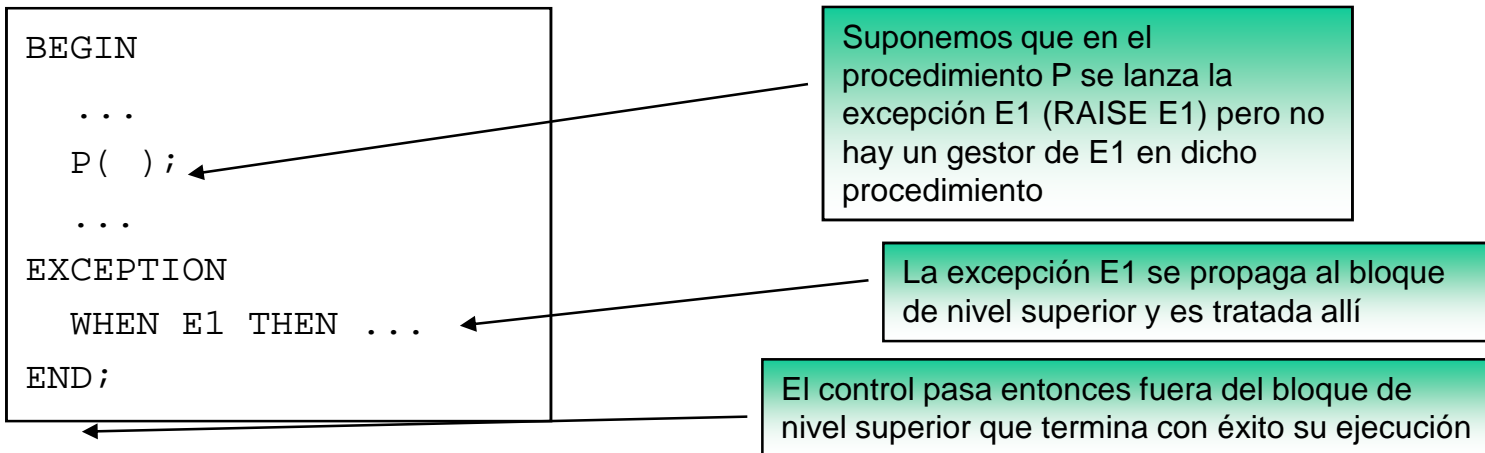 BEGIN
...
P( );
...
EXCEPTION
WHEN E1 THEN ...
END;
Suponemos que en el
procedimiento P se lanza la
excepción E1 (RAISE E1) pero no
hay un gestor de E1 en dicho
procedimiento
La excepción E1 se propaga al bloque
de nivel superior y es tratada allí
El control pasa entonces fuera del bloque de
nivel superior que termina con éxito su ejecución